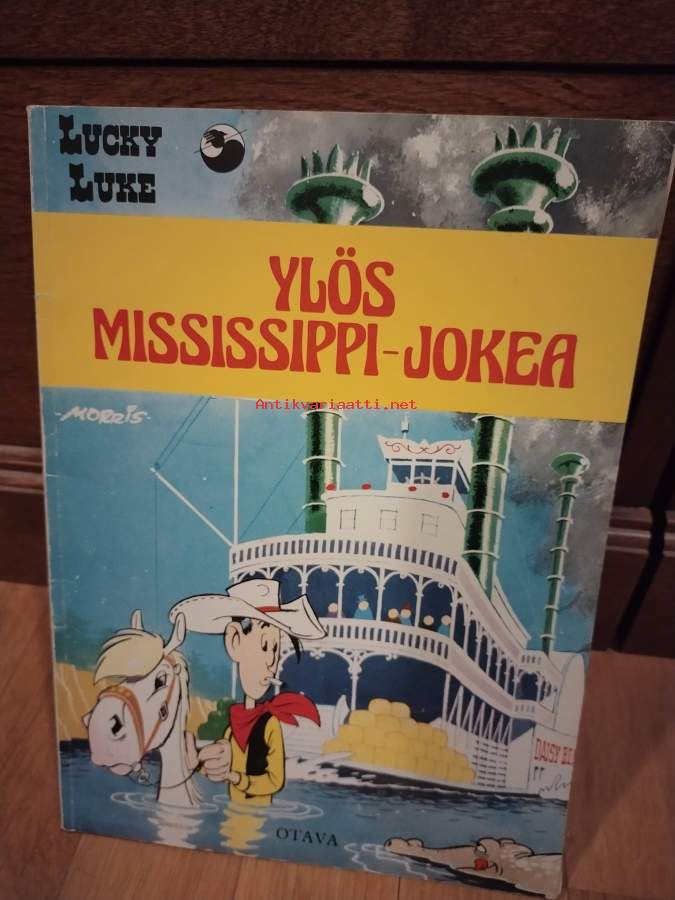 LUCKY
LUKE
YLÖS
MISSISSIPPI-JOKEA
Antikvariaatti.net
-MORRIS-
DAISY
OTAVA